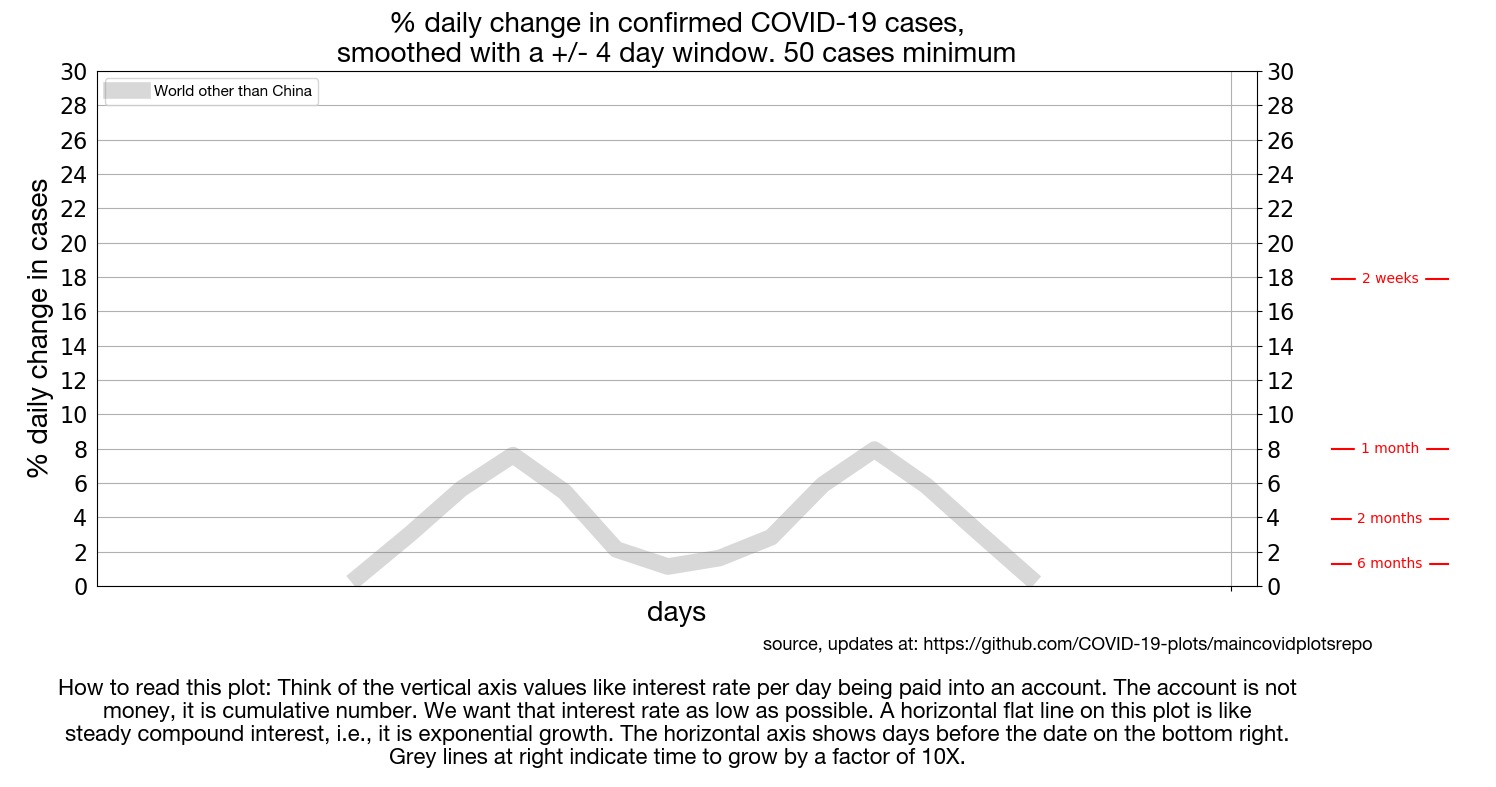 % daily change in confirmed COVID-19 cases,
smoothed with a +/- 4 day window. 50 cases minimum
World other than China
% daily change in cases
30
28
26
24
22
20
18
16
14
12
10
8
6
4
2
0
30
28
26
24
22
20
18
16
14
12
10
8
6
4
2
0
2 weeks
1 month
2 months
6 months
days
source, updates at: https://github.com/COVID-19-plots/maincovidplotsrepo
How to read this plot: Think of the vertical axis values like interest rate per day being paid into an account. The account is not
money, it is cumulative number. We want that interest rate as low as possible. A horizontal flat line on this plot is like
steady compound interest, i.e., it is exponential growth. The horizontal axis shows days before the date on the bottom right.
Grey lines at right indicate time to grow by a factor of 10X.